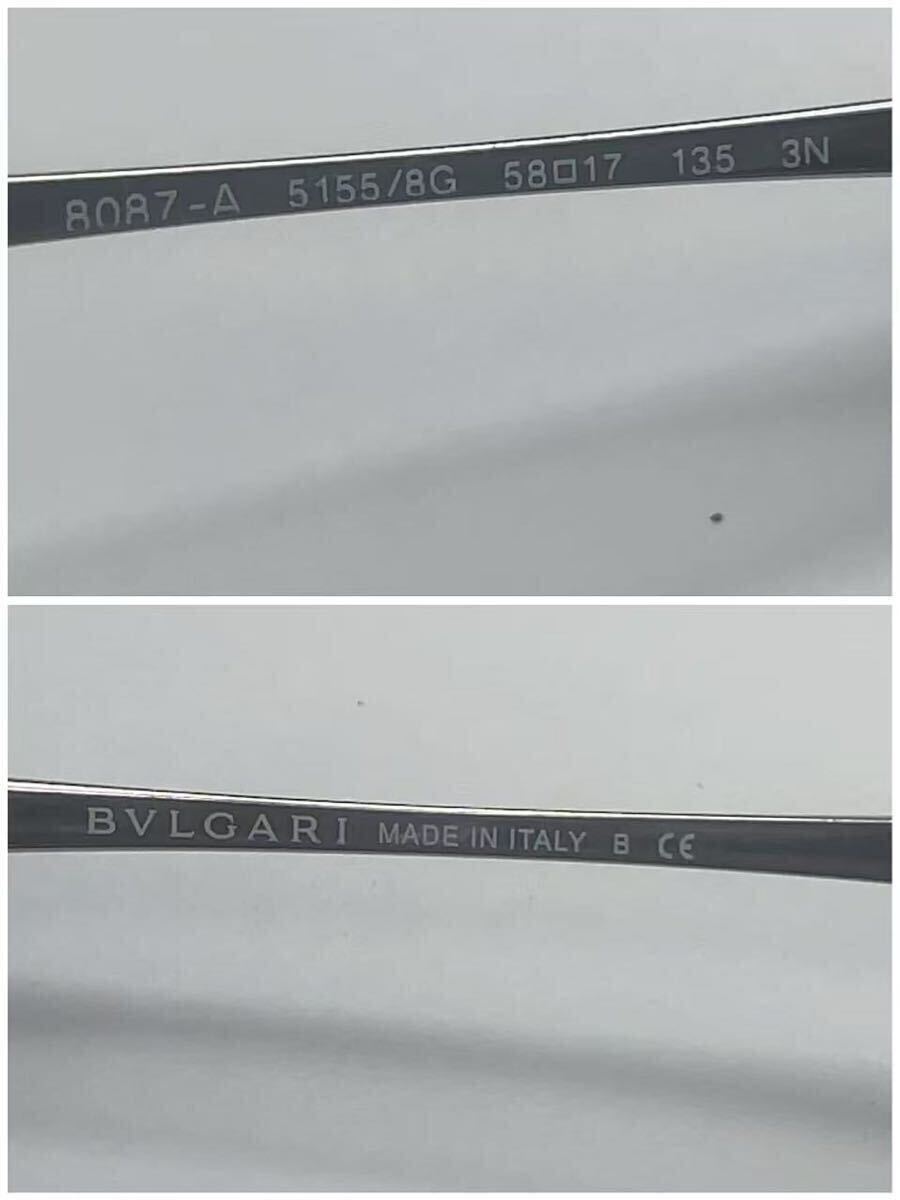 8087-A 5155/8G 58□17 135 3N
BVLGARI MADE IN ITALY B CE